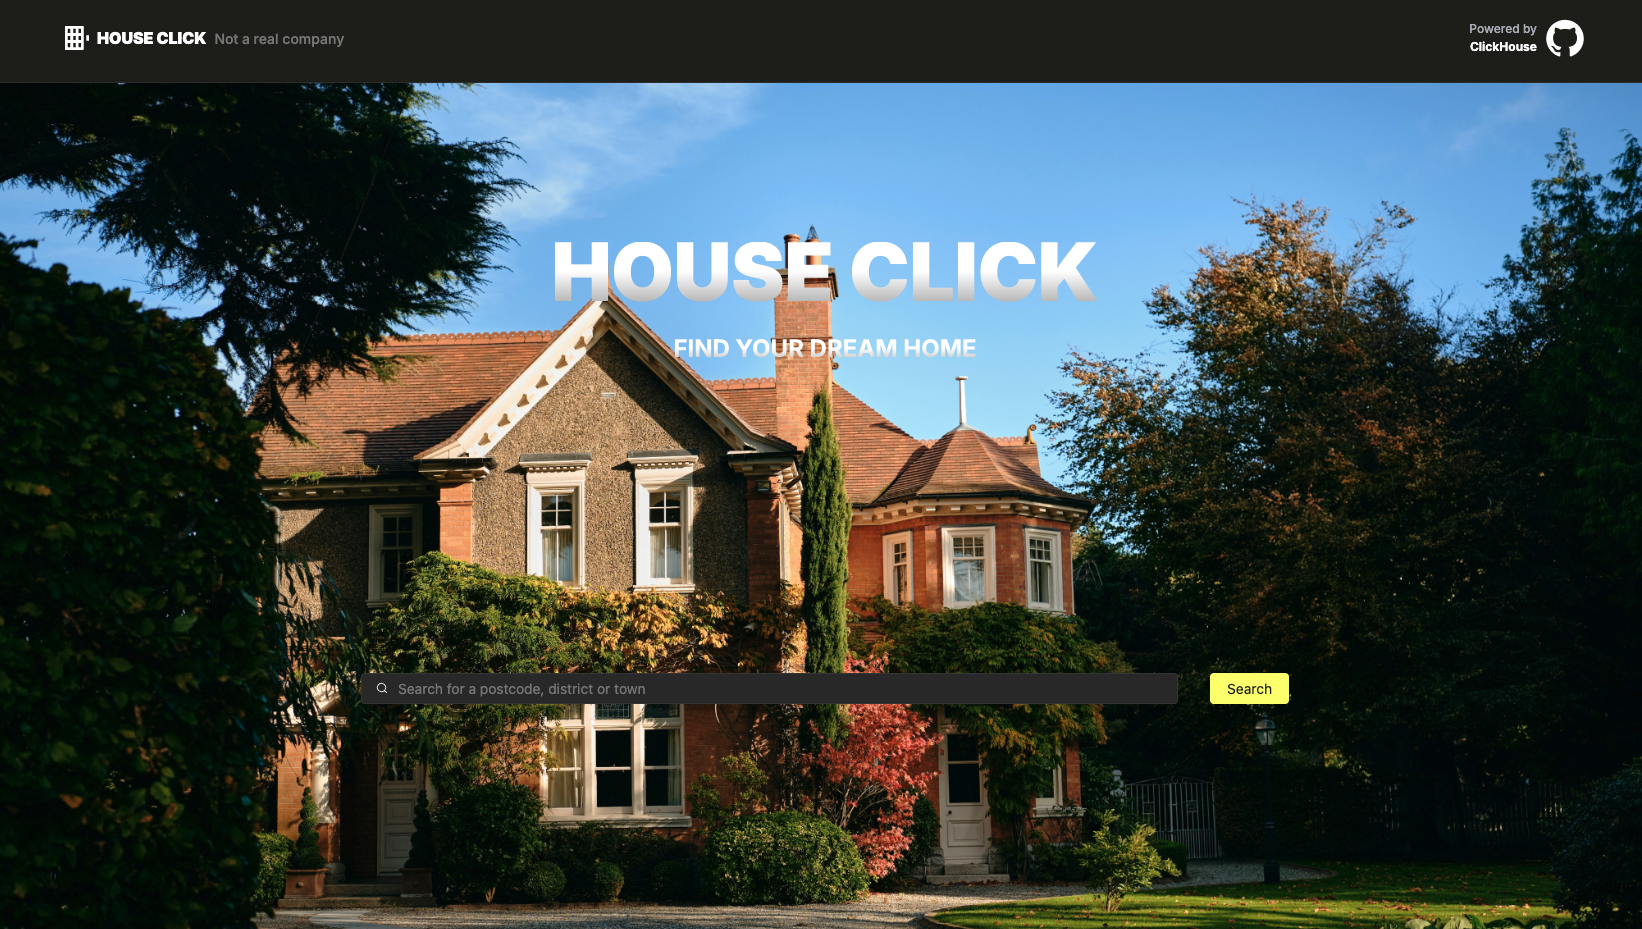 HOUSE CLICK Not a real company
Powered by
ClickHouse
HOUSE CLICK
FIND YOUR DREAM HOME
Search for a postcode, district or town
Search